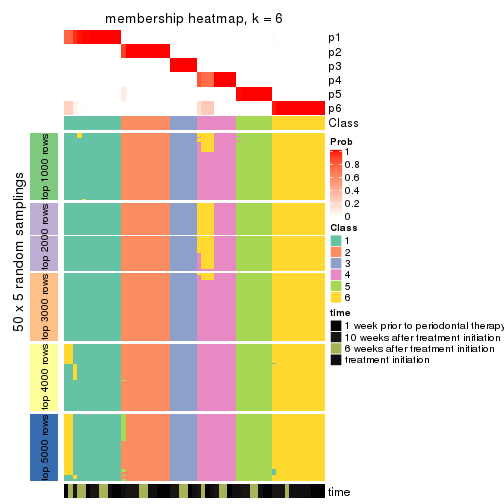 membership heatmap, k = 6
p1
p2
p3
p4
p5
p6
Class
50 x 5 random samplings
top 1000 rows
top 2000 rows
top 3000 rows
top 4000 rows
top 5000 rows
time
Prob
1
0.8
0.6
0.4
0.2
0
Class
1
2
3
4
5
6
time
1 week prior to periodontal therapy
10 weeks after treatment initiation
6 weeks after treatment initiation
treatment initiation